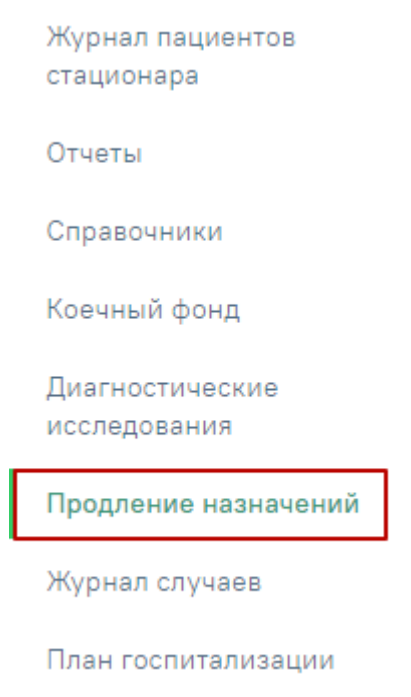 Журнал пациентов
стационара
Отчеты
Справочники
Коечный фонд
Диагностические
исследования
Продление назначений
Журнал случаев
План госпитализации